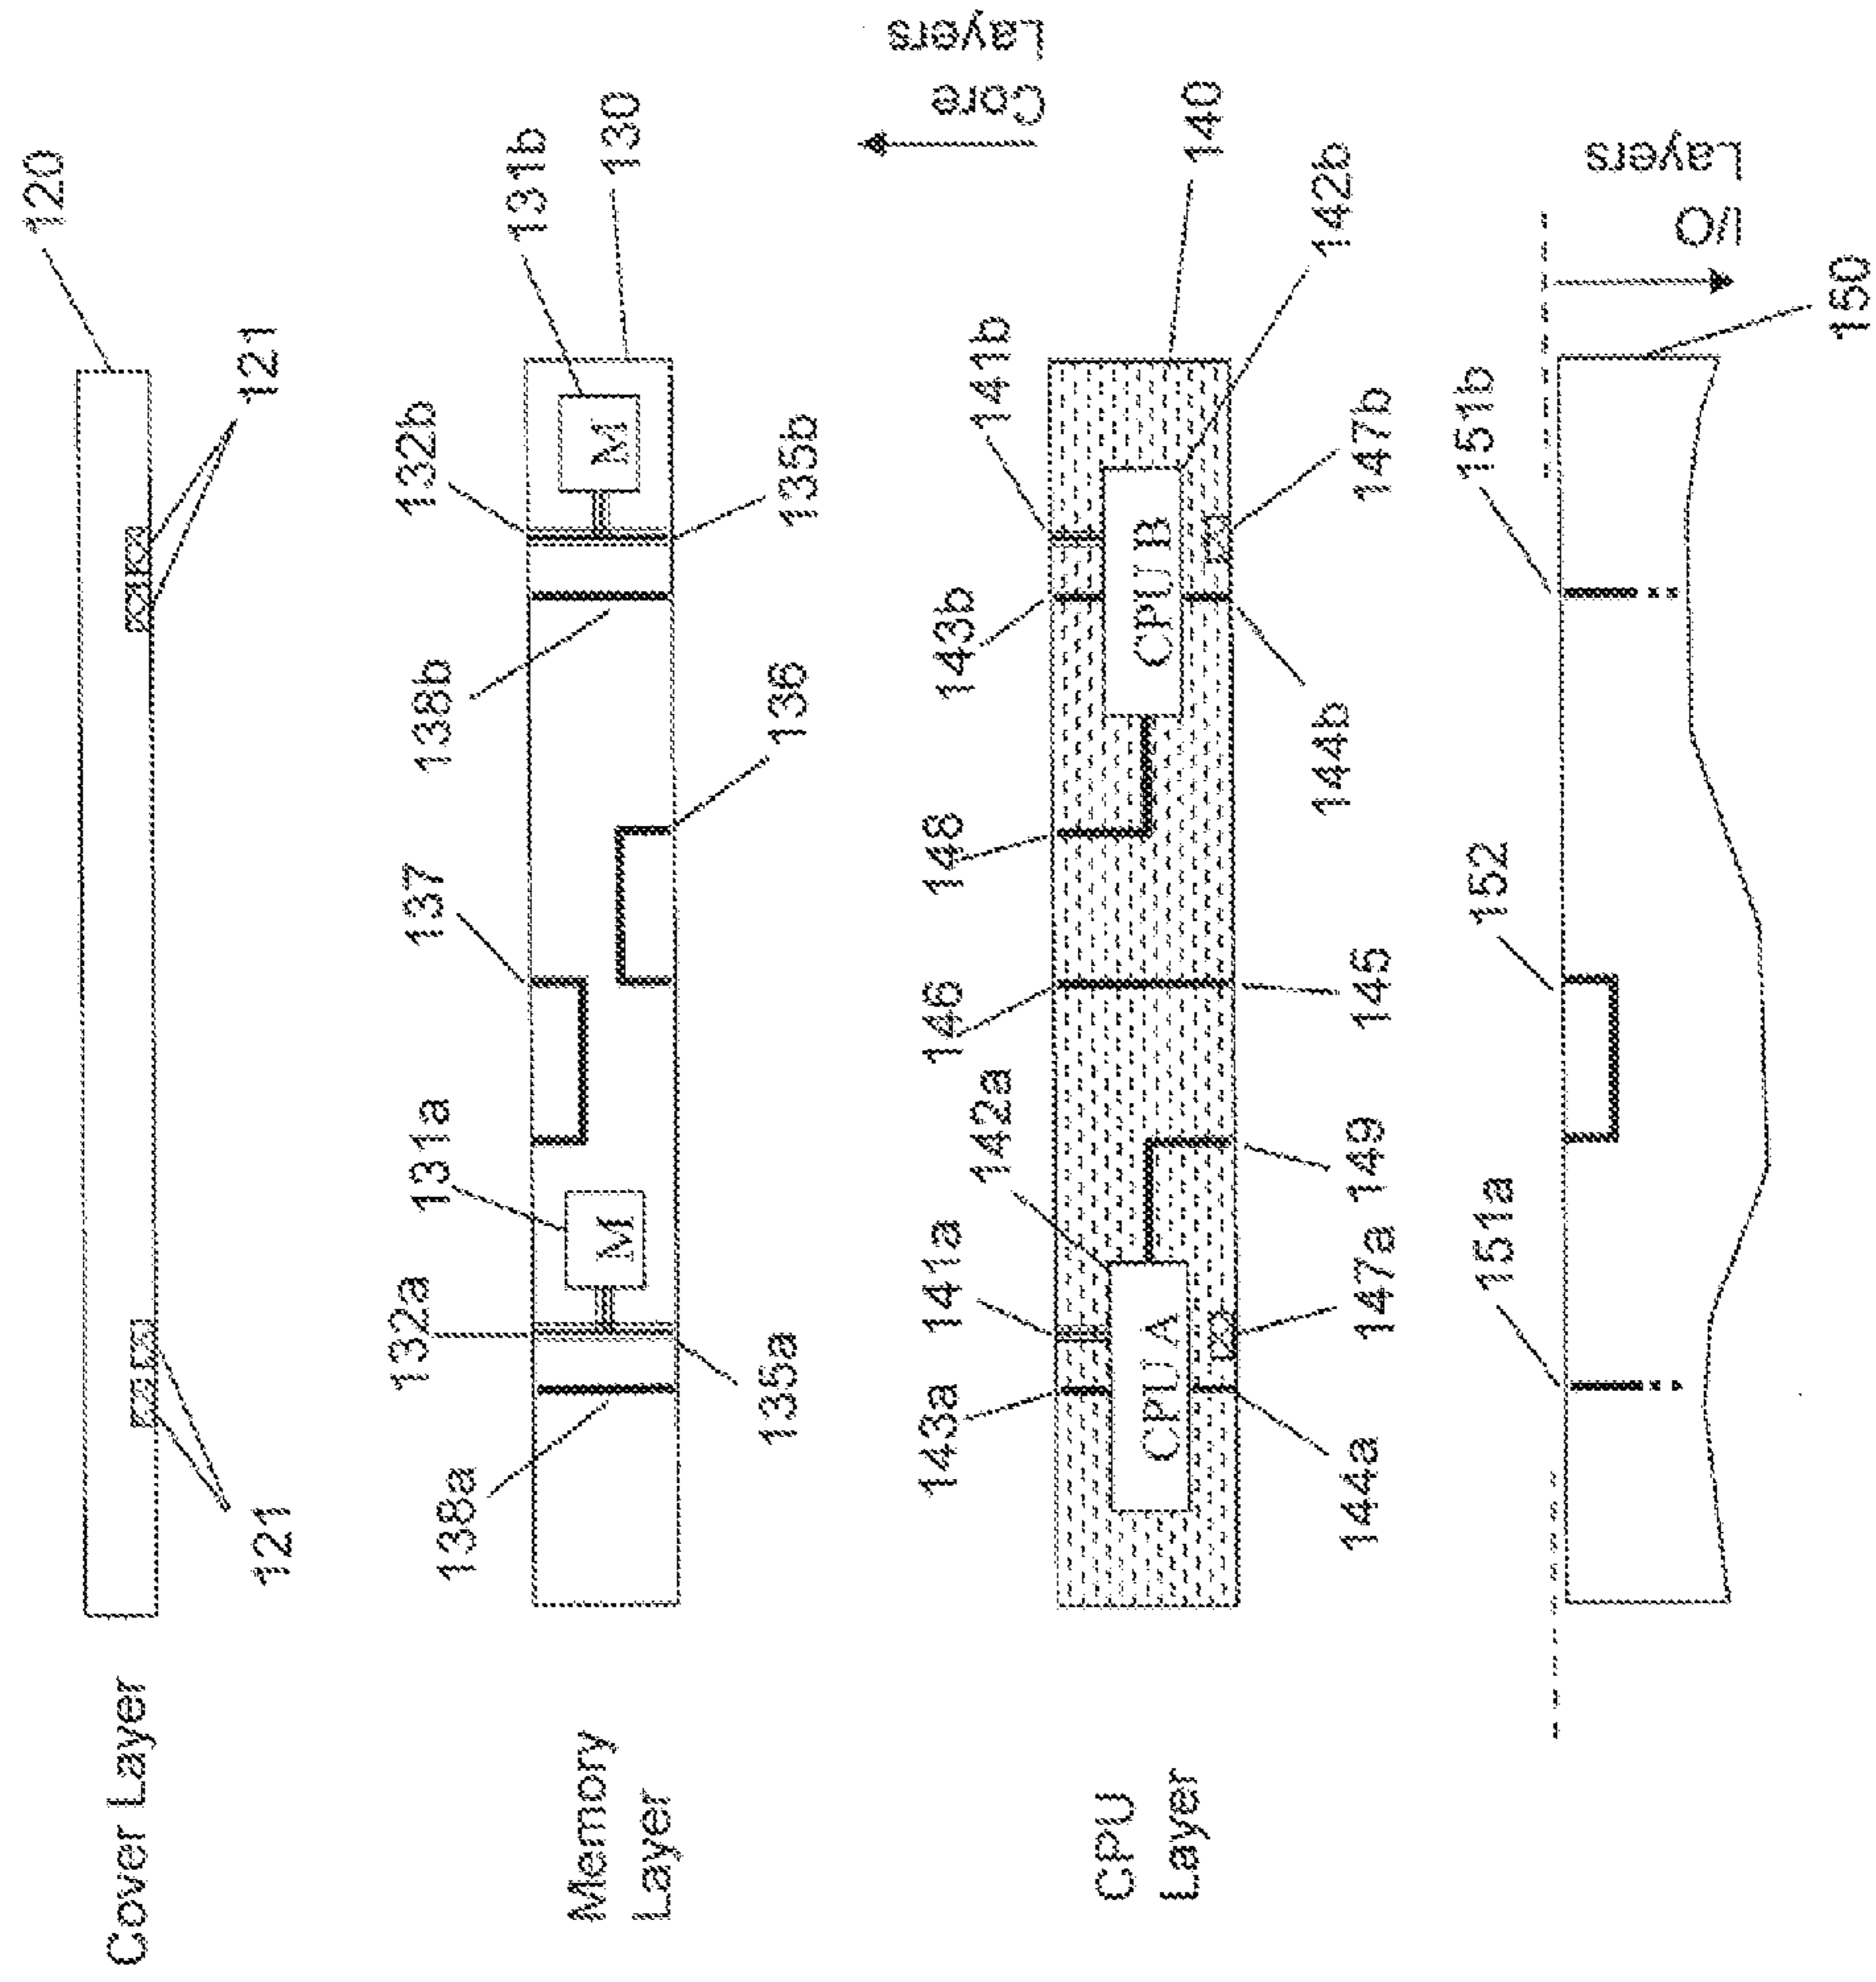 120
Cover Layer
121
121
132a
131a
137
132b
138a
138b
131b
Memory
Layer
130
135a
136
135b
Core
Layers
143a
141a
142a
146
148
143b
141b
CPU
Layer
CPU A
CPU B
M
M
140
144a
147a
149
145
144b
147b
142b
151a
152
151b
I/O
Layers
150